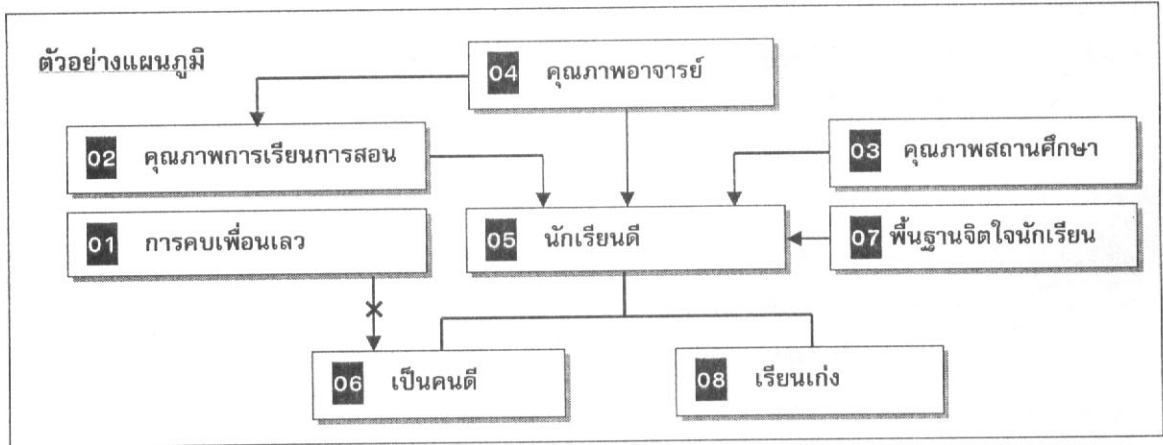 ตัวอย่างแผนภูมิ
04 คุณภาพอาจารย์
02 คุณภาพการเรียนการสอน
03 คุณภาพสถานศึกษา
01 การคบเพื่อนเลว
05 นักเรียนดี
07 พื้นฐานจิตใจนักเรียน
06 เป็นคนดี
08 เรียนเก่ง